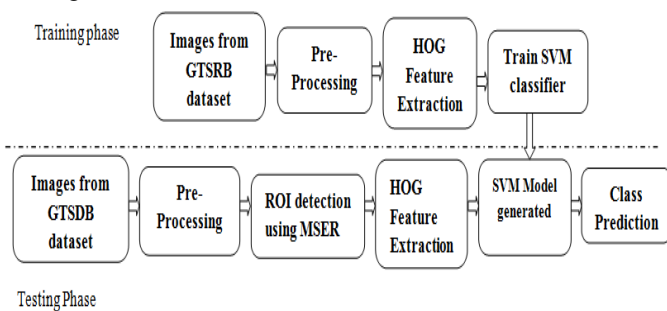 Training phase
Images from
GTSRB
dataset
Pre-
Processing
HOG
Feature
Extraction
Train SVM
classifier
Images from
GTSDB
dataset
Pre-
Processing
ROI detection
using MSER
HOG
Feature
Extraction
SVM Model
generated
Class
Prediction
Testing Phase